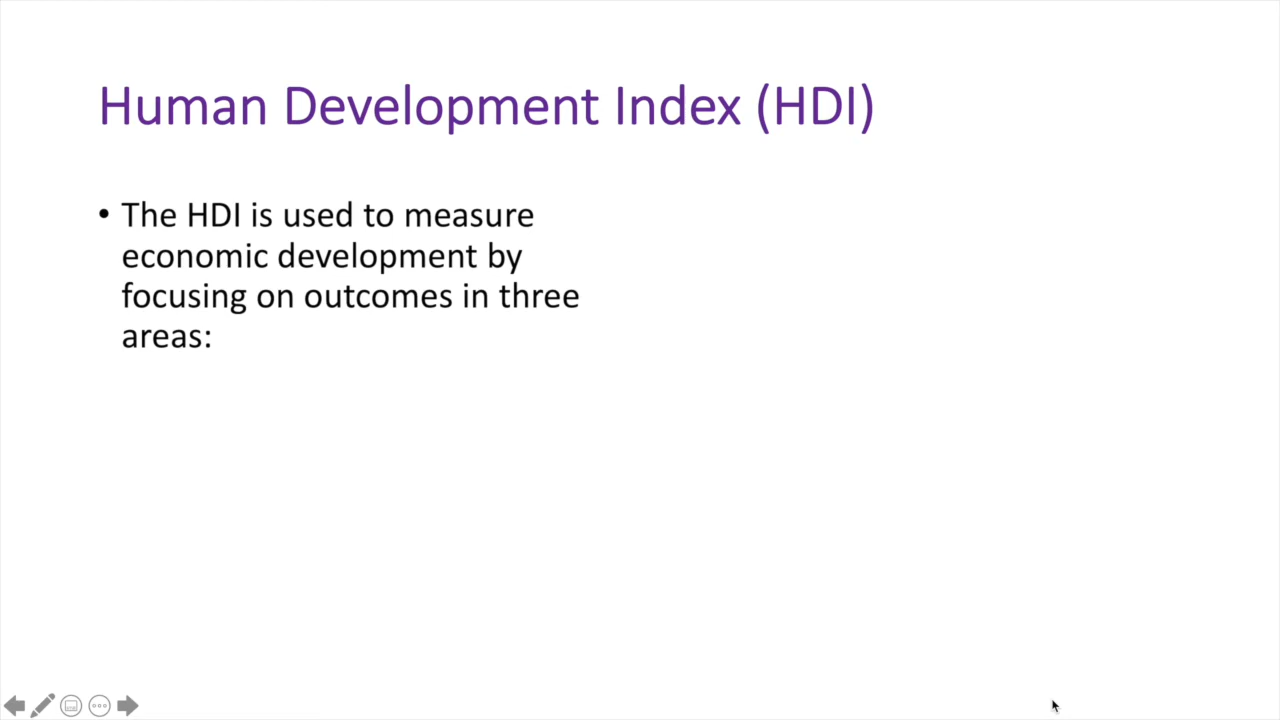 Human Development Index (HDI)
• The HDI is used to measure
economic development by
focusing on outcomes in three
areas: